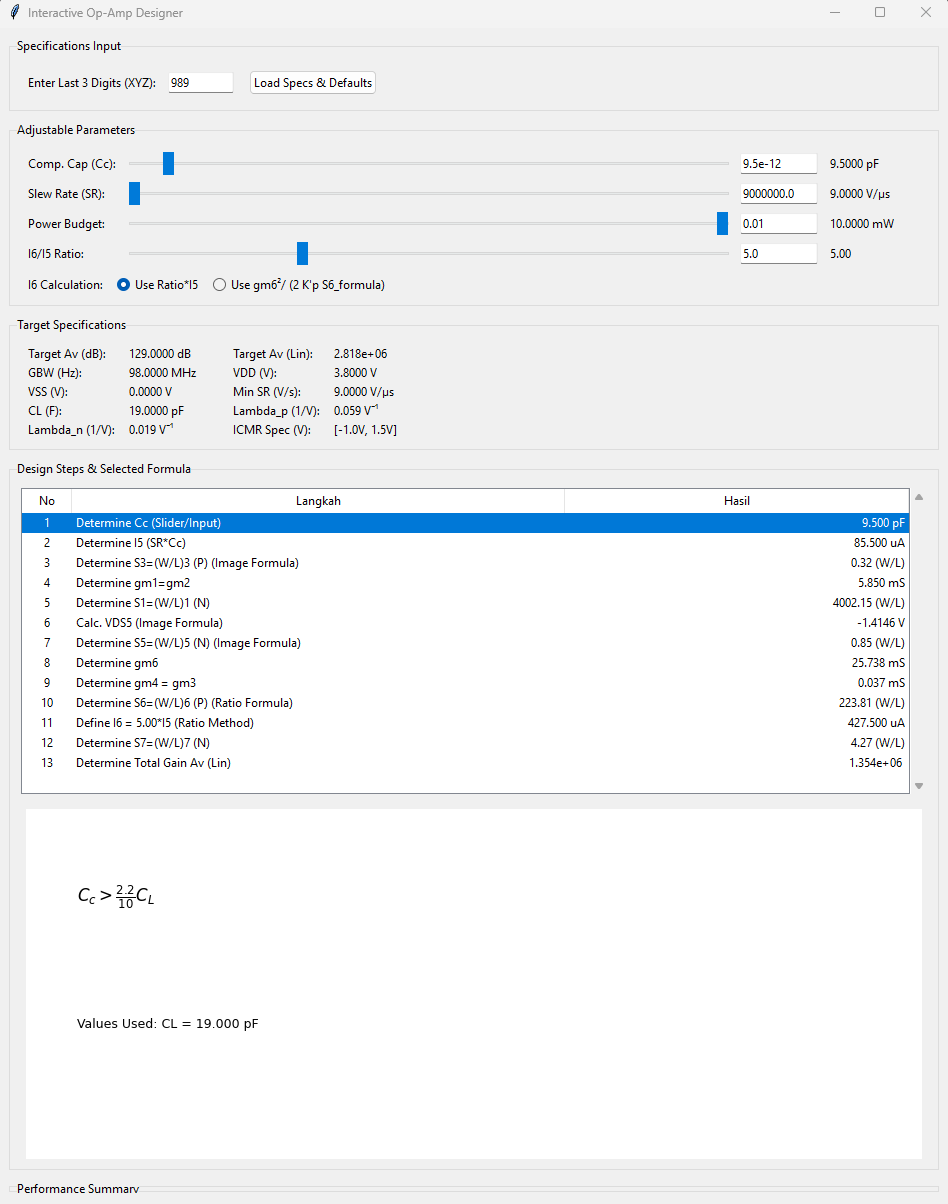 Interactive Op-Amp Designer
Specifications Input
Enter Last 3 Digits (XYZ): 989 Load Specs & Defaults
Adjustable Parameters
Comp. Cap (Cc): 9.5e-12 9.5000 pF
Slew Rate (SR): 9000000.0 9.0000 V/µs
Power Budget: 0.01 10.0000 mW
I6/I5 Ratio: 5.0 5.00
I6 Calculation: Use Ratio*I5 Use gm6²/ (2 K'p S6_formula)
Target Specifications
Target Av (dB): 129.0000 dB Target Av (Lin): 2.818e+06
GBW (Hz): 98.0000 MHz VDD (V): 3.8000 V
VSS (V): 0.0000 V Min SR (V/s): 9.0000 V/µs
CL (F): 19.0000 pF Lambda_p (1/V): 0.059 V⁻¹
Lambda_n (1/V): 0.019 V⁻¹ ICMR Spec (V): [-1.0V, 1.5V]
Design Steps & Selected Formula
No Langkah Hasil
1 Determine Cc (Slider/Input) 9.500 pF
2 Determine I5 (SR*Cc) 85.500 uA
3 Determine S3=(W/L)3 (P) (Image Formula) 0.32 (W/L)
4 Determine gm1=gm2 5.850 mS
5 Determine S1=(W/L)1 (N) 4002.15 (W/L)
6 Calc. VDS5 (Image Formula) -1.4146 V
7 Determine S5=(W/L)5 (N) (Image Formula) 0.85 (W/L)
8 Determine gm6 25.738 mS
9 Determine gm4 = gm3 0.037 mS
10 Determine S6=(W/L)6 (P) (Ratio Formula) 223.81 (W/L)
11 Define I6 = 5.00*I5 (Ratio Method) 427.500 uA
12 Determine S7=(W/L)7 (N) 4.27 (W/L)
13 Determine Total Gain Av (Lin) 1.354e+06
C_c > 2.2/10 C_L
Values Used: CL = 19.000 pF
Performance Summary